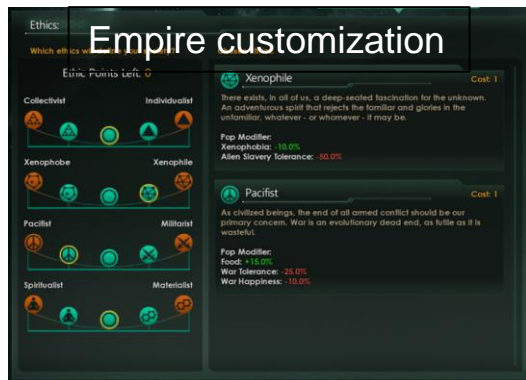 Ethics:
Empire customization
Which ethics wi
Ethic Points Left: 0
Collectivist Individualist
Xenophobe Xenophile
Pacifist Militarist
Spiritualist Materialist
Xenophile Cost: 1
There exists, in all of us, a deep-seated fascination for the unknown.
An adventurous spirit that rejects the familiar and glories in the
unfamiliar, whatever - or whomever - it may be.
Pop Modifier:
Xenophobia: -10.0%
Alien Slavery Tolerance: -50.0%
Pacifist Cost: 1
As civilized beings, the end of all armed conflict should be our
primary concern. War is an evolutionary dead end, as futile as it is
wasteful.
Pop Modifier:
Food: +15.0%
War Tolerance: -25.0%
War Happiness: -10.0%